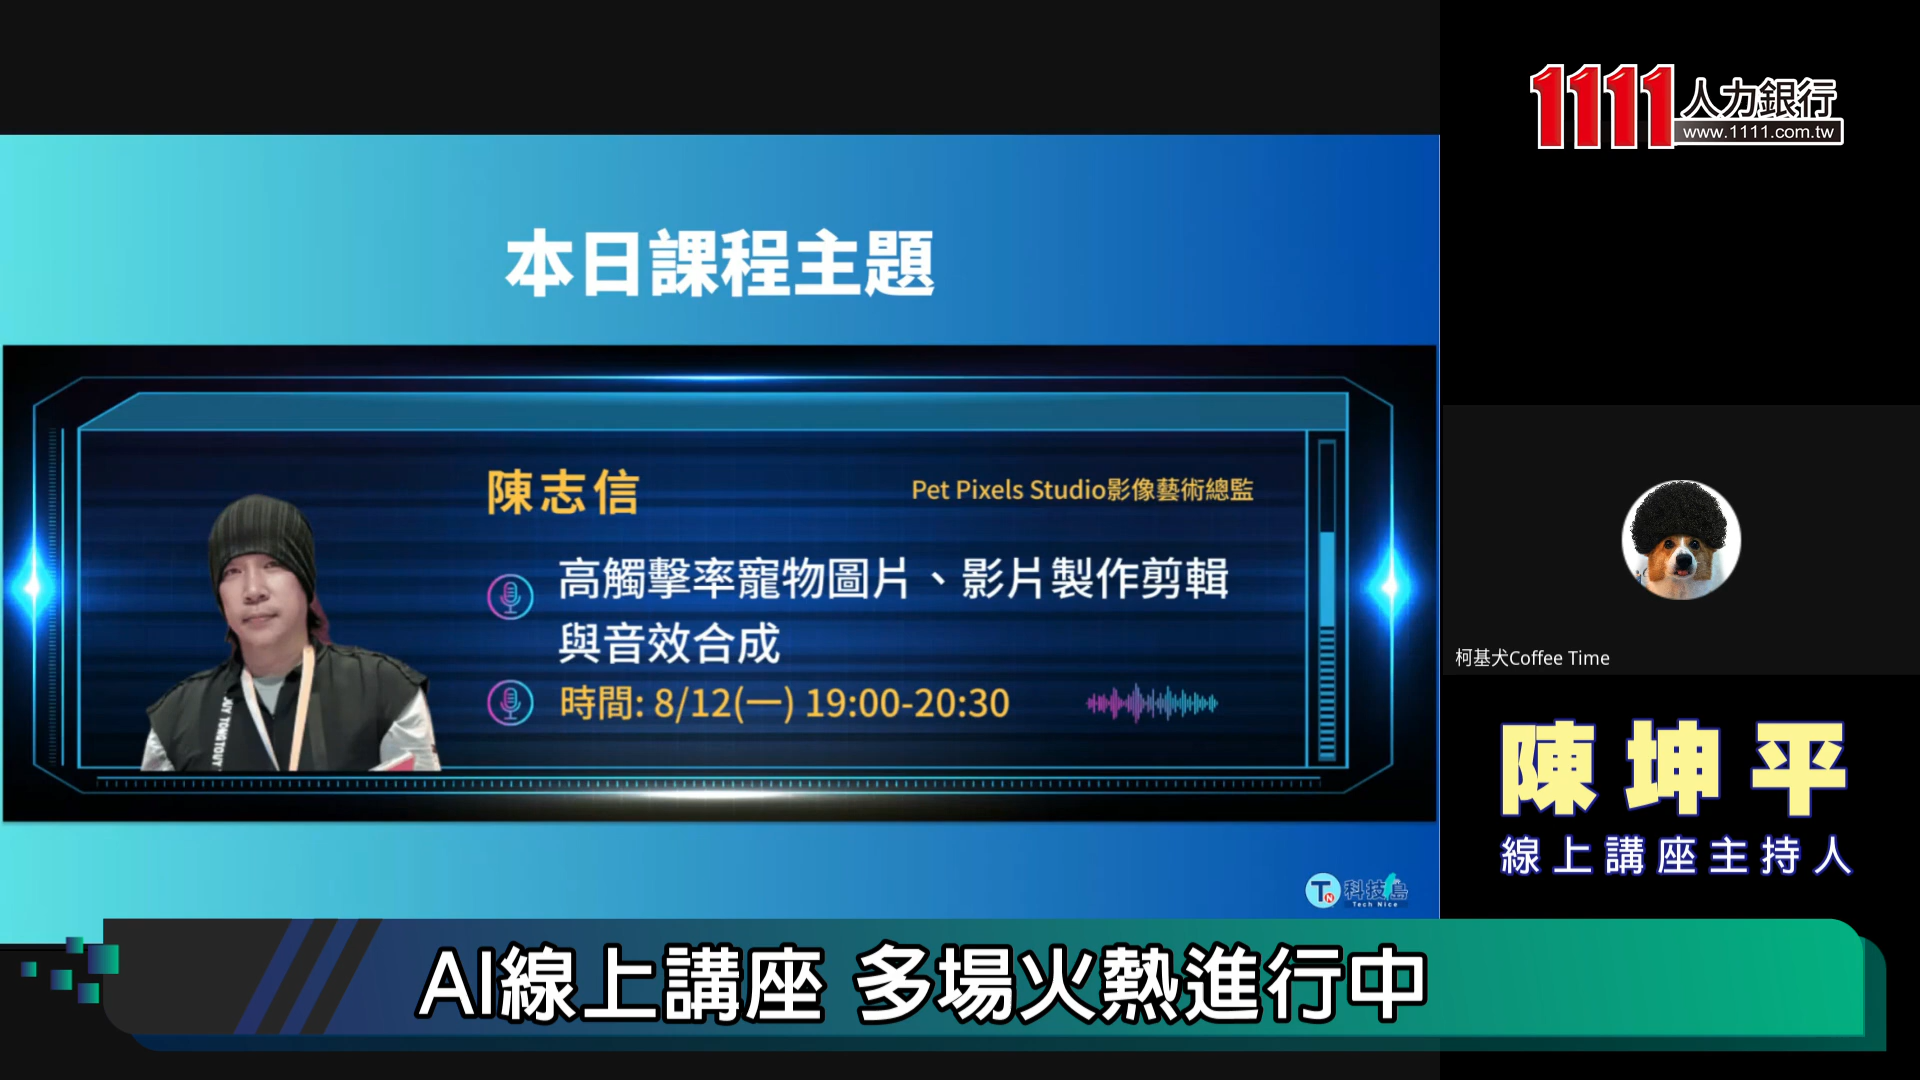 1111人力銀行
www.1111.com.tw
本日課程主題
陳志信
Pet Pixels Studio影像藝術總監
高觸擊率寵物圖片、影片製作剪輯
與音效合成
時間: 8/12(一) 19:00-20:30
柯基犬Coffee Time
陳坤平
線上講座主持人
TN 科技島
Tech Nice
AI線上講座 多場火熱進行中